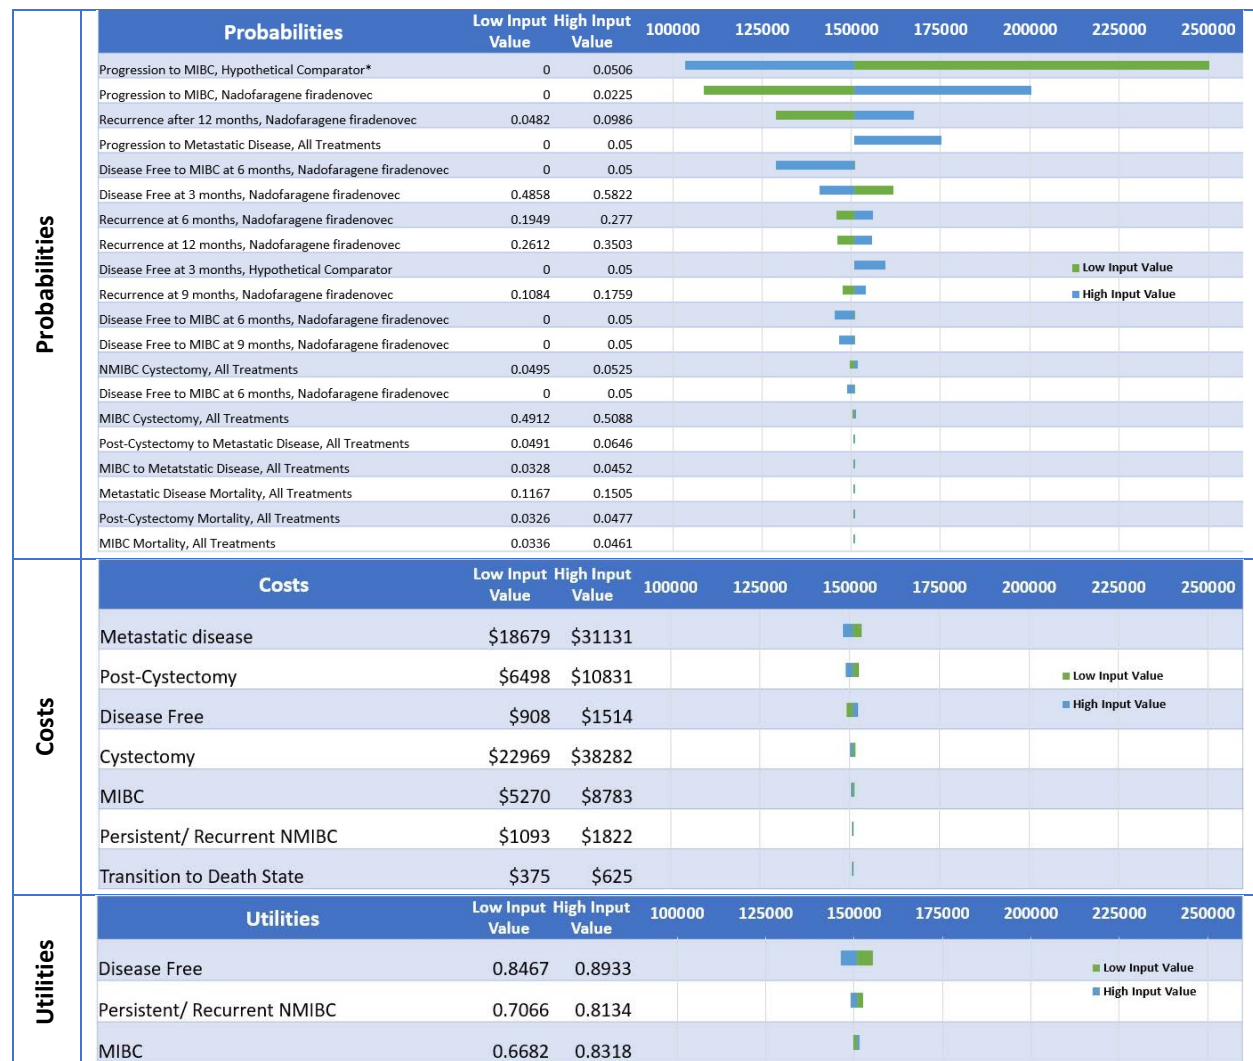 Probabilities
Probabilities Low Input Value High Input Value 100000 125000 150000 175000 200000 225000 250000
Progression to MIBC, Hypothetical Comparator* 0 0.0506
Progression to MIBC, Nadofaragene firadenovec 0 0.0225
Recurrence after 12 months, Nadofaragene firadenovec 0.0482 0.0986
Progression to Metastatic Disease, All Treatments 0 0.05
Disease Free to MIBC at 6 months, Nadofaragene firadenovec 0 0.05
Disease Free at 3 months, Nadofaragene firadenovec 0.4858 0.5822
Recurrence at 6 months, Nadofaragene firadenovec 0.1949 0.277
Recurrence at 12 months, Nadofaragene firadenovec 0.2612 0.3503
Disease Free at 3 months, Hypothetical Comparator 0 0.05
Low Input Value
Recurrence at 9 months, Nadofaragene firadenovec 0.1084 0.1759
High Input Value
Disease Free to MIBC at 6 months, Nadofaragene firadenovec 0 0.05
Disease Free to MIBC at 9 months, Nadofaragene firadenovec 0 0.05
NMIBC Cystectomy, All Treatments 0.0495 0.0525
Disease Free to MIBC at 6 months, Nadofaragene firadenovec 0 0.05
MIBC Cystectomy, All Treatments 0.4912 0.5088
Post-Cystectomy to Metastatic Disease, All Treatments 0.0491 0.0646
MIBC to Metatstatic Disease, All Treatments 0.0328 0.0452
Metastatic Disease Mortality, All Treatments 0.1167 0.1505
Post-Cystectomy Mortality, All Treatments 0.0326 0.0477
MIBC Mortality, All Treatments 0.0336 0.0461
Costs
Costs Low Input Value High Input Value 100000 125000 150000 175000 200000 225000 250000
Metastatic disease $18679 $31131
Post-Cystectomy $6498 $10831
Low Input Value
Disease Free $908 $1514
High Input Value
Cystectomy $22969 $38282
MIBC $5270 $8783
Persistent/ Recurrent NMIBC $1093 $1822
Transition to Death State $375 $625
Utilities
Utilities Low Input Value High Input Value 100000 125000 150000 175000 200000 225000 250000
Disease Free 0.8467 0.8933
Low Input Value
High Input Value
Persistent/ Recurrent NMIBC 0.7066 0.8134
MIBC 0.6682 0.8318